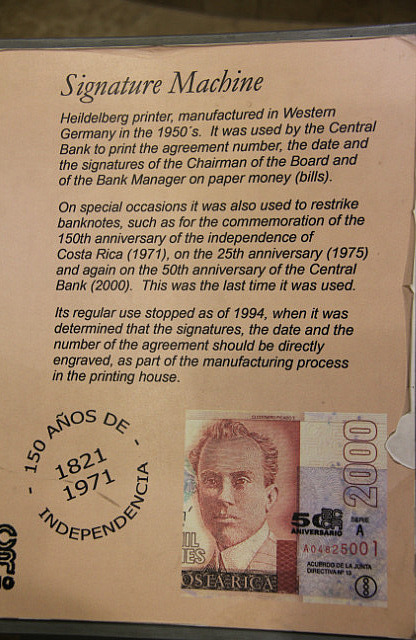 Signature Machine
Heildelberg printer, manufactured in Western
Germany in the 1950´s. It was used by the Central
Bank to print the agreement number, the date and
the signatures of the Chairman of the Board and
of the Bank Manager on paper money (bills).
On special occasions it was also used to restrike
banknotes, such as for the commemoration of the
150th anniversary of the independence of
Costa Rica (1971), on the 25th anniversary (1975)
and again on the 50th anniversary of the Central
Bank (2000). This was the last time it was used.
Its regular use stopped as of 1994, when it was
determined that the signatures, the date and the
number of the agreement should be directly
engraved, as part of the manufacturing process
in the printing house.
- 150 AÑOS DE -
1821
1971
INDEPENDENCIA
2000
50 BCCR
ANIVERSARIO
SERIE
A
A04825001
ACUERDO DE LA JUNTA
DIRECTIVA Nº
IL
ES
OSTA RICA